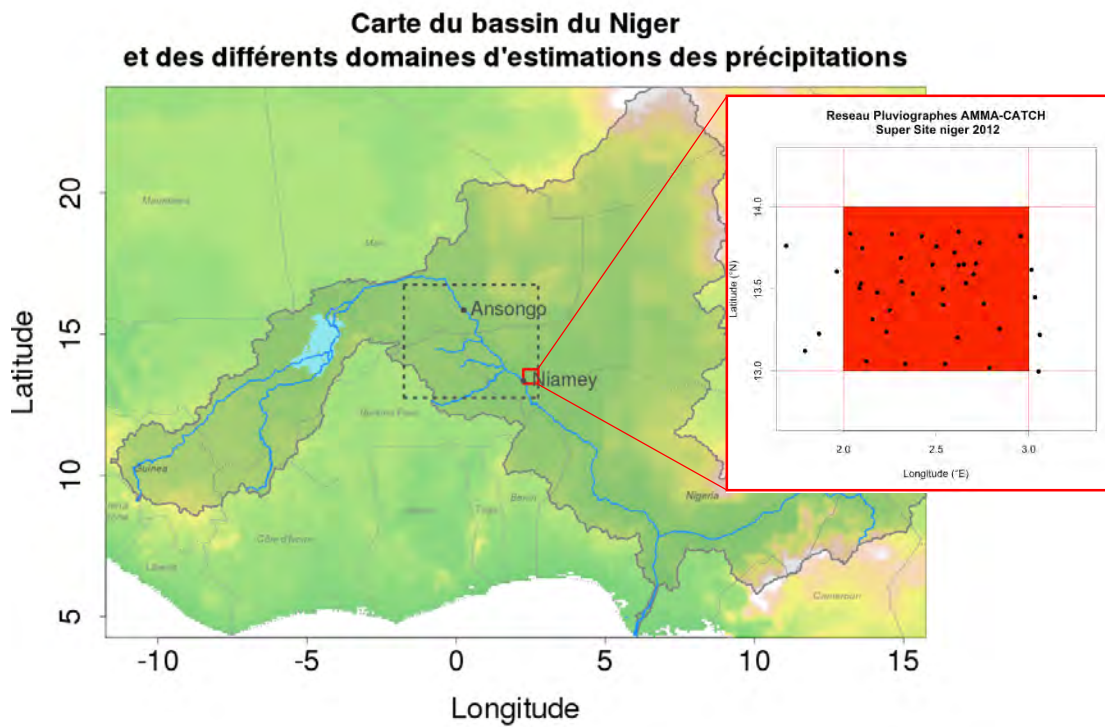 Carte du bassin du Niger
et des différents domaines d'estimations des précipitations
Reseau Pluviographes AMMA-CATCH
Super Site niger 2012
Latitude (°N)
14.0
13.5
13.0
2.0 2.5 3.0
Longitude (°E)
Latitude
20
15
10
5
Mauritania
Mali
Ansongo
Niamey
Burkina Faso
Guinea
Benin
Nigeria
Togo
Côte d'Ivoire
Liberia
Cameroun
-10 -5 0 5 10 15
Longitude